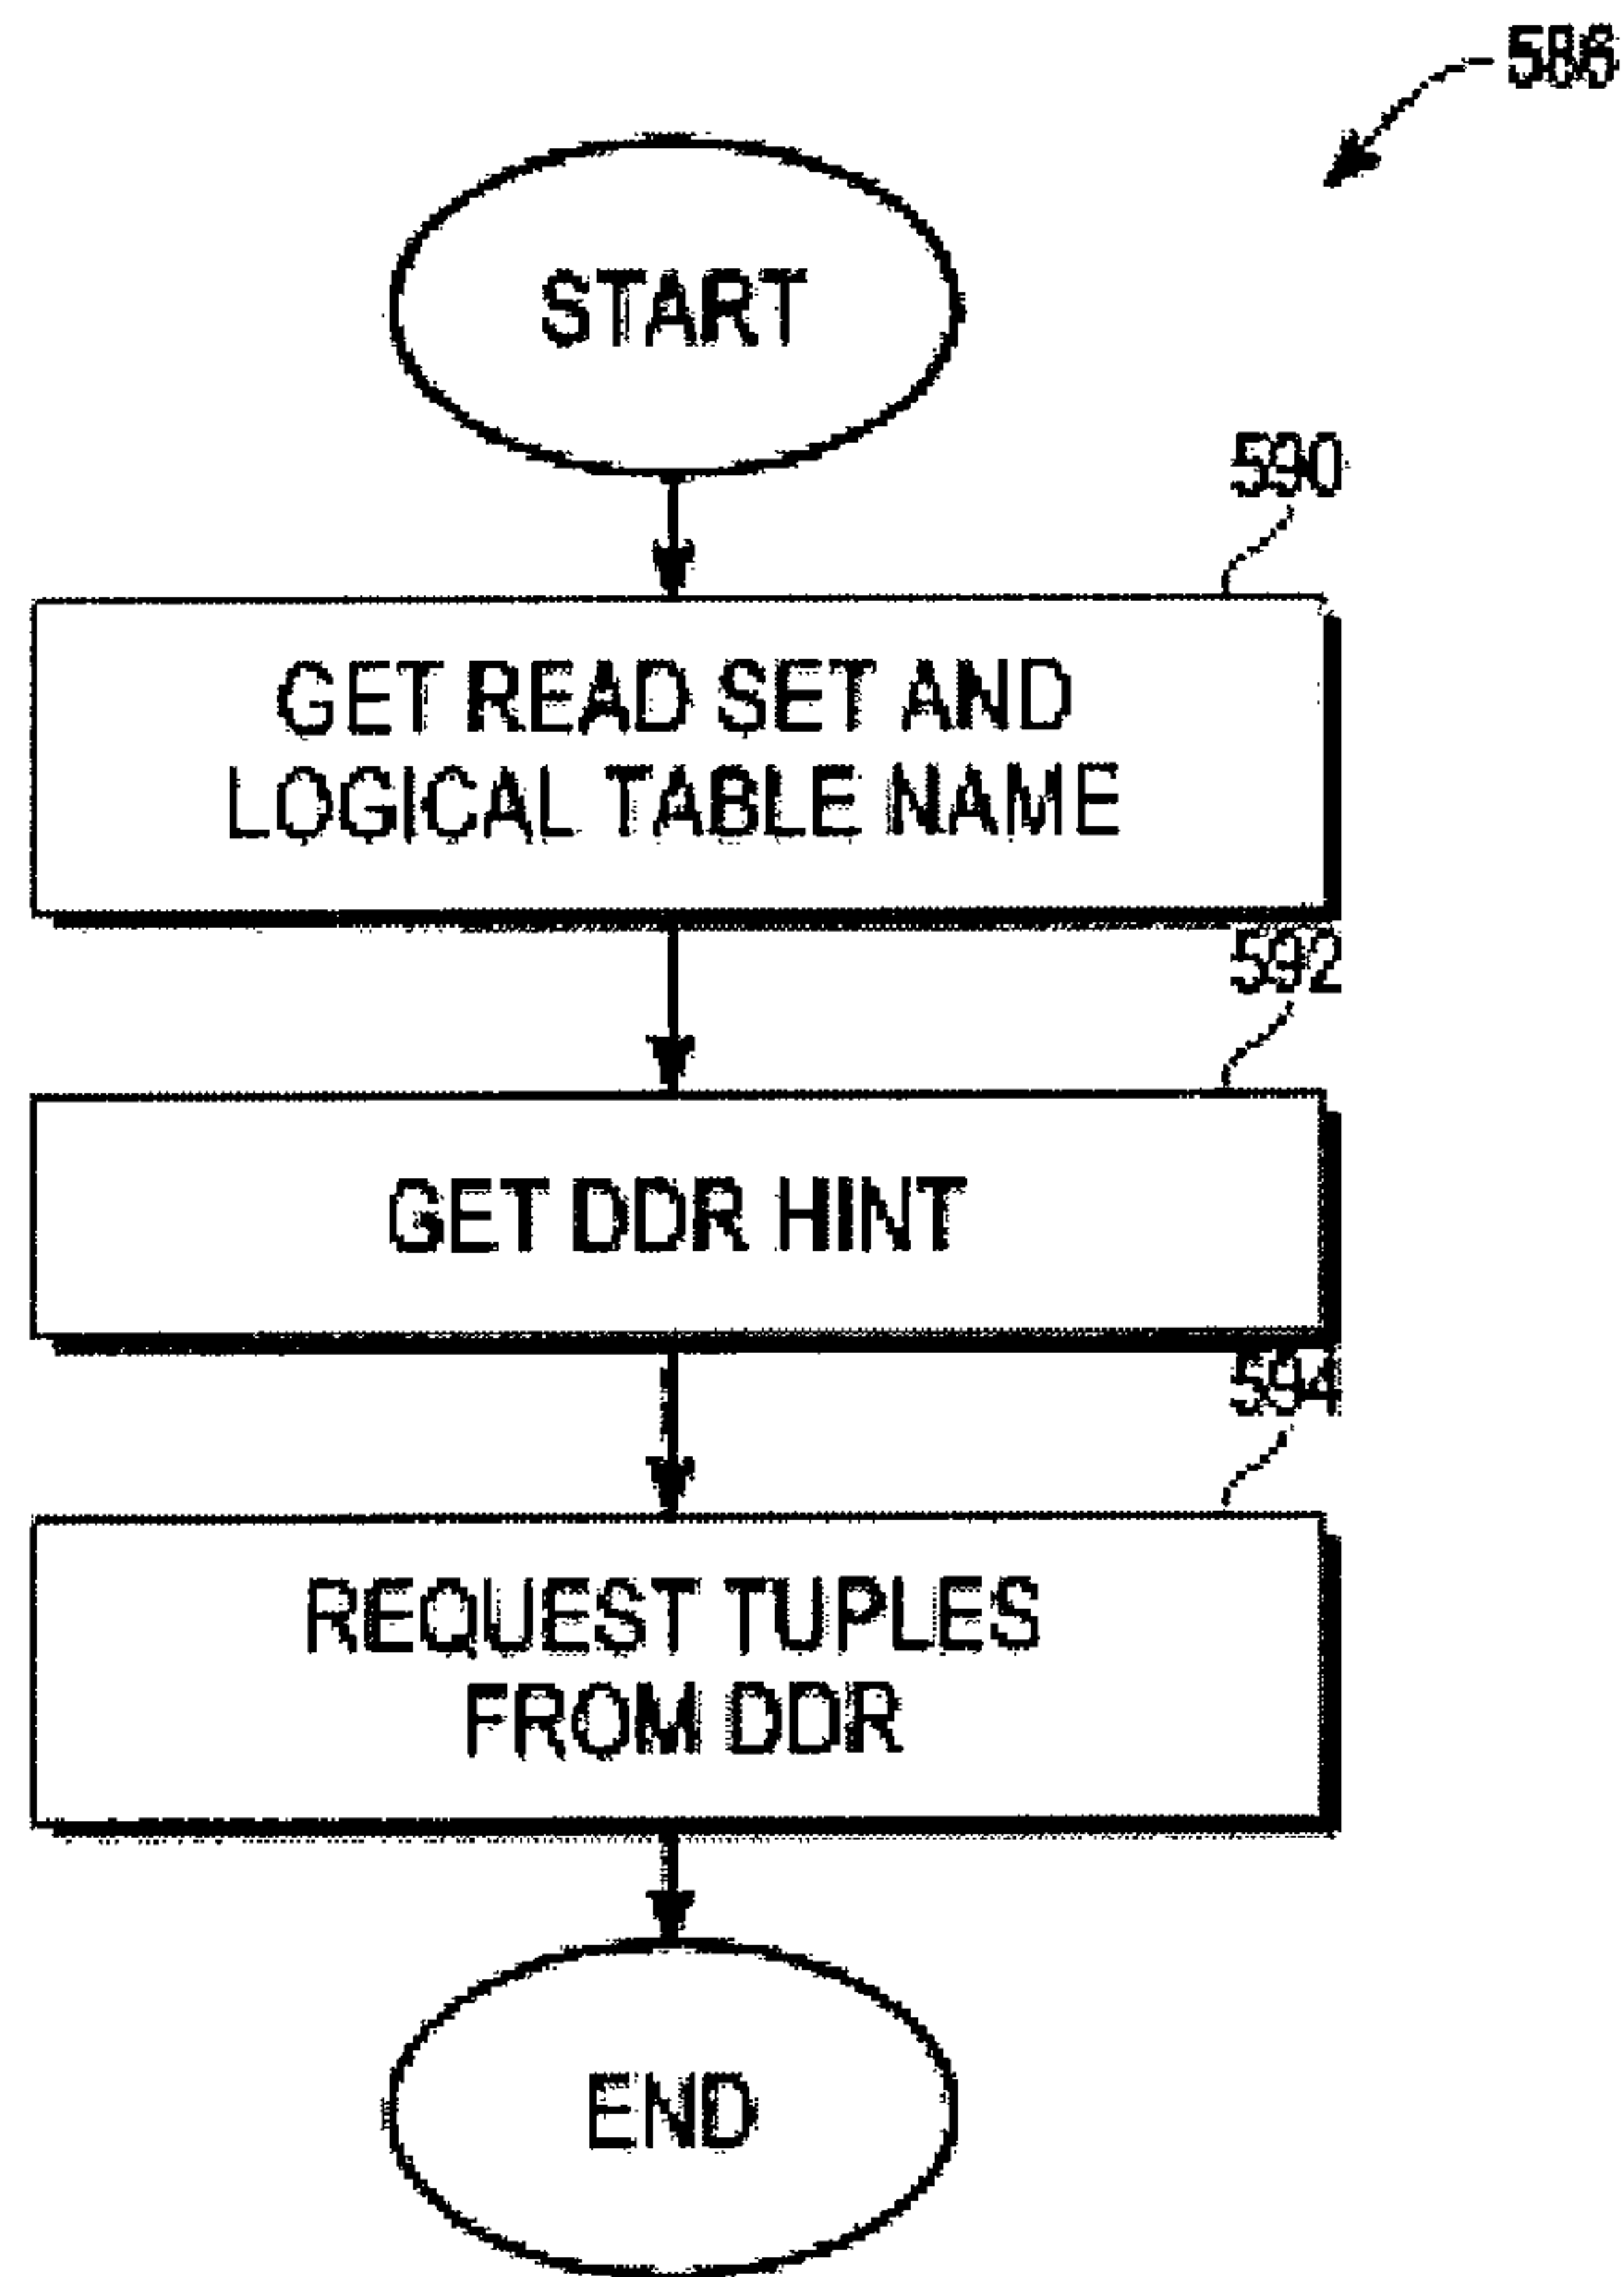 588
START
590
GET READ SET AND
LOGICAL TABLE NAME
592
GET DDR HINT
594
REQUEST TUPLES
FROM DDR
END